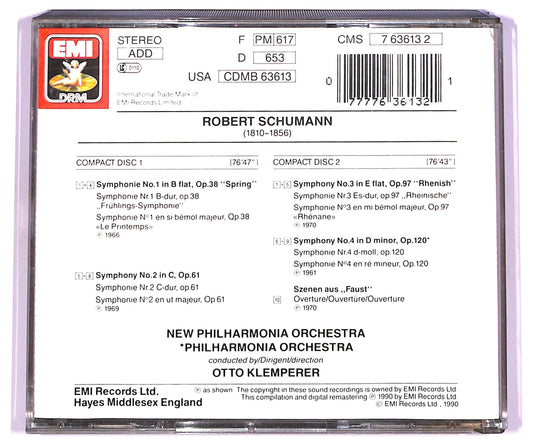 EMI
DRM
STEREO
ADD
F PM 617
CMS 7 63613 2
D 653
USA CDMB 63613
0 77776 36132 1
International Trade Mark of
EMI Records Limited
ROBERT SCHUMANN
(1810-1856)
COMPACT DISC 1 [76'47"]
1-4 Symphonie No.1 in B flat, Op.38 "Spring"
Symphonie Nr.1 B-dur, op.38
„Frühlings-Symphonie"
Symphonie Nº1 en si bémol majeur, Op.38
«Le Printemps»
℗ 1966
5-8 Symphony No.2 in C, Op.61
Symphonie Nr.2 C-dur, op.61
Symphonie Nº2 en ut majeur, Op.61
℗ 1969
COMPACT DISC 2 [76'43"]
1-5 Symphony No.3 in E flat, Op.97 "Rhenish"
Symphonie Nr.3 Es-dur, op.97 „Rheinische"
Symphonie Nº3 en mi bémol majeur, Op.97
«Rhénane»
℗ 1970
6-9 Symphony No.4 in D minor, Op.120*
Symphonie Nr.4 d-moll, op.120
Symphonie Nº4 en ré mineur, Op.120
℗ 1961
Szenen aus „Faust"
10 Overture/Ouvertüre/Ouverture
℗ 1970
NEW PHILHARMONIA ORCHESTRA
*PHILHARMONIA ORCHESTRA
conducted by/Dirigent/direction
OTTO KLEMPERER
EMI Records Ltd.
Hayes Middlesex England
℗ as shown. The copyright in these sound recordings is owned by EMI Records Ltd.
This compilation and digital remastering ℗ 1990 by EMI Records Ltd.
© EMI Records Ltd., 1990